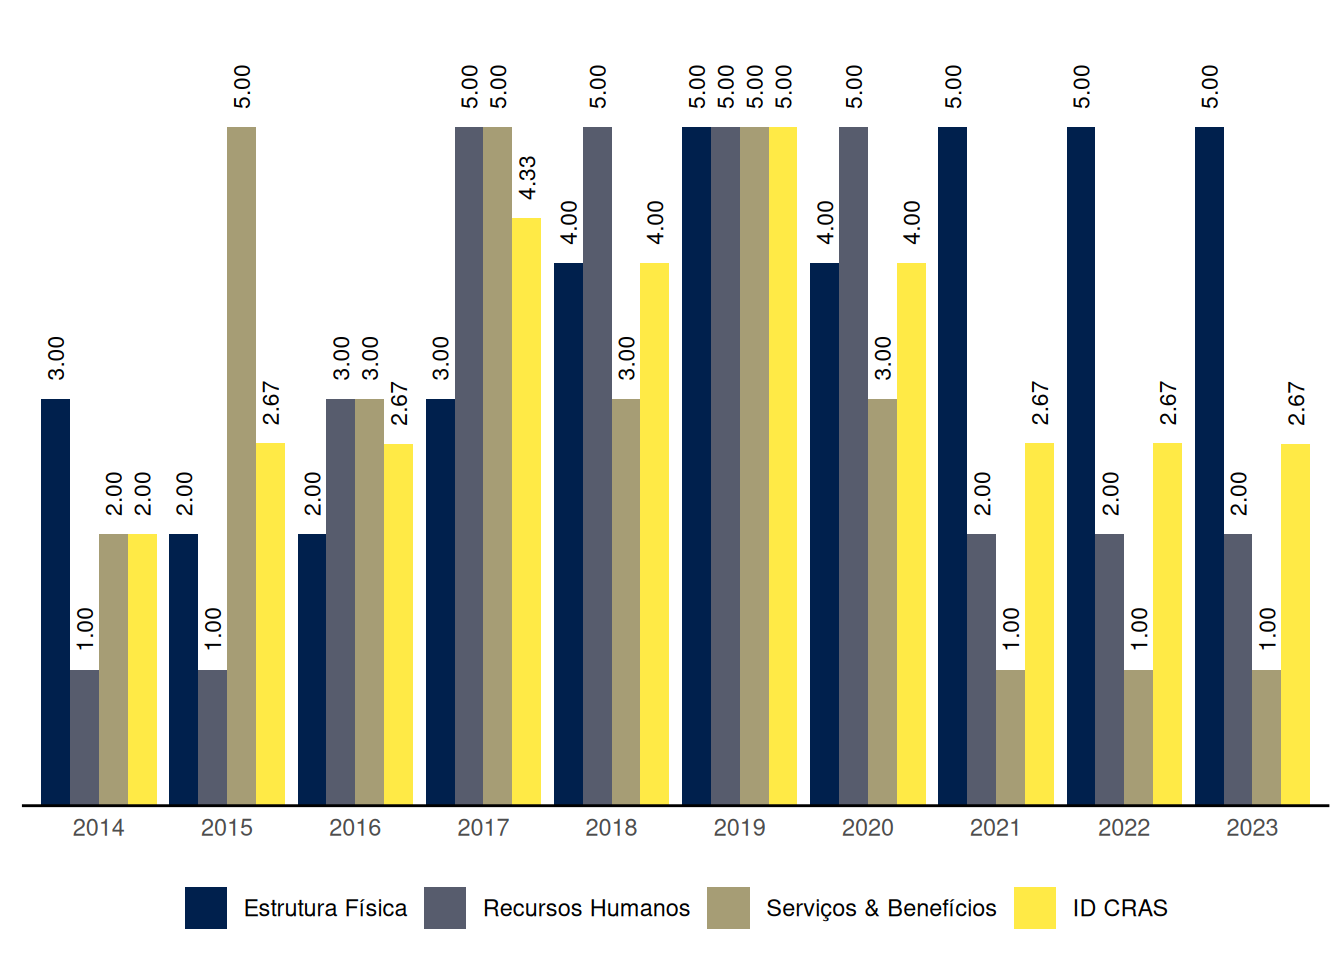 3.00 1.00 2.00 2.00
2.00 1.00 5.00 2.67
2.00 3.00 3.00 2.67
3.00 5.00 5.00 4.33
4.00 5.00 3.00 4.00
5.00 5.00 5.00 5.00
4.00 5.00 3.00 4.00
5.00 2.00 1.00 2.67
5.00 2.00 1.00 2.67
5.00 2.00 1.00 2.67
2014 2015 2016 2017 2018 2019 2020 2021 2022 2023
Estrutura Física Recursos Humanos Serviços & Benefícios ID CRAS